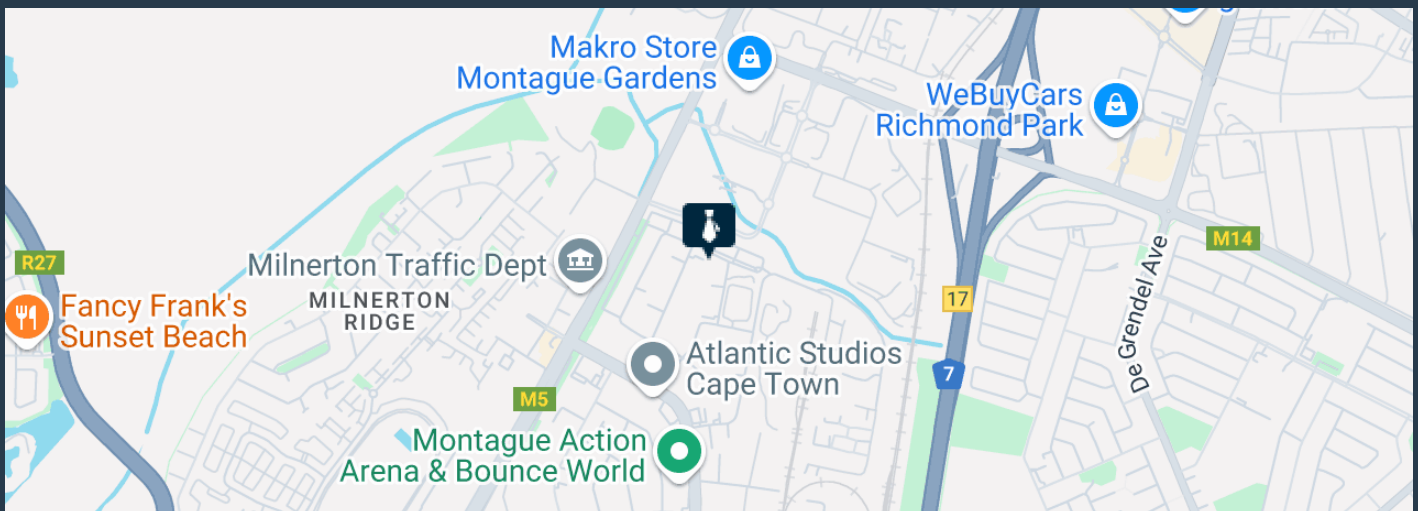 Makro Store
Montague Gardens
WeBuyCars
Richmond Park
R27
Milnerton Traffic Dept
MILNERTON
RIDGE
Fancy Frank's
Sunset Beach
M14
De Grendel Ave
17
7
Atlantic Studios
Cape Town
M5
Montague Action
Arena & Bounce World